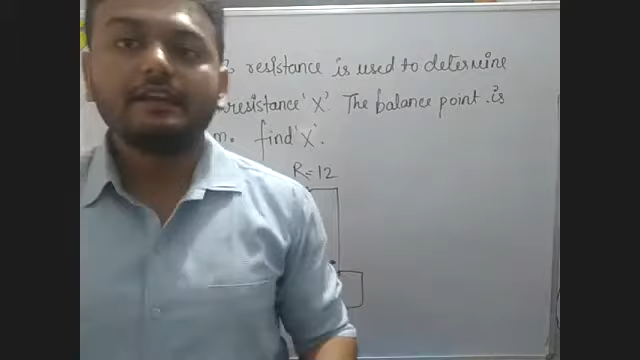 resistance is used to determine
resistance 'X'. The balance point is
m. find 'X'.
R = 12